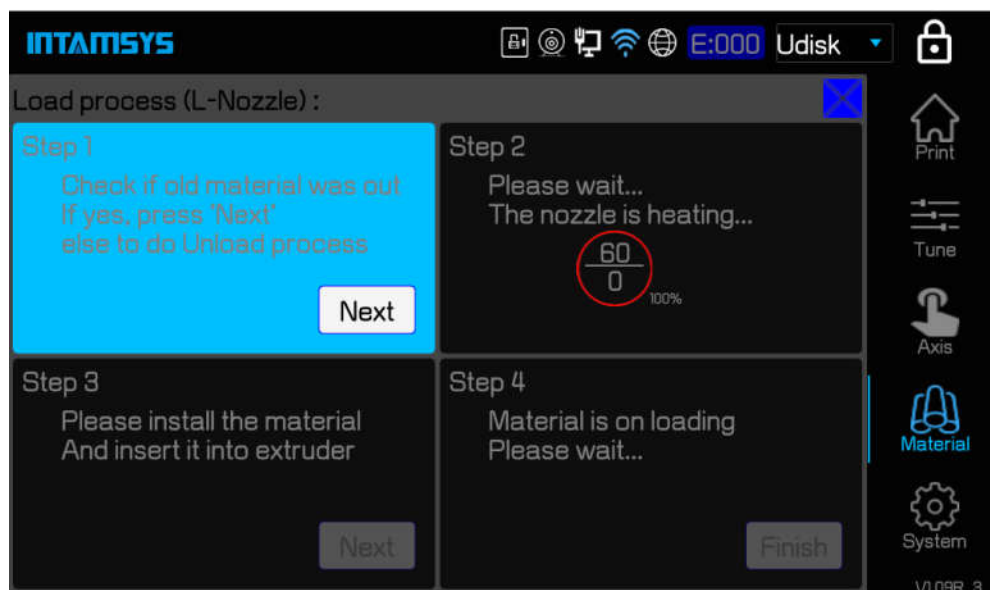 INTAMSYS
E:000 Udisk
Load process (L-Nozzle) :
Step 1
Check if old material was out
If yes, press "Next"
else to do Unload process
Next
Step 2
Please wait...
The nozzle is heating...
60
0
100%
Step 3
Please install the material
And insert it into extruder
Next
Step 4
Material is on loading
Please wait...
Finish
Print
Tune
Axis
Material
System